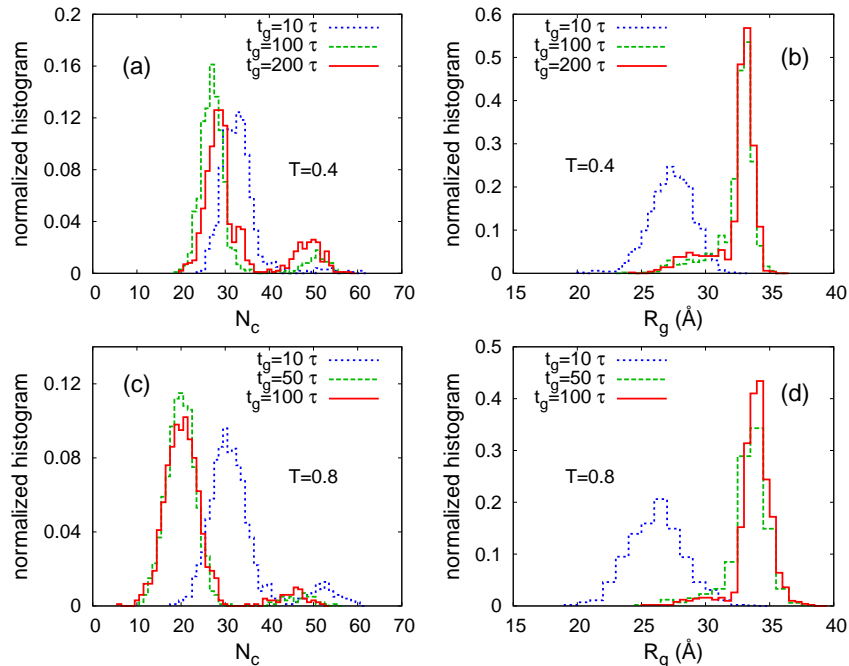 (a)
t_g=10 τ
t_g=100 τ
t_g=200 τ
T=0.4
normalized histogram
0.2
0.16
0.12
0.08
0.04
0
0 10 20 30 40 50 60 70
N_c
(b)
t_g=10 τ
t_g=100 τ
t_g=200 τ
T=0.4
normalized histogram
0.6
0.5
0.4
0.3
0.2
0.1
0
15 20 25 30 35 40
R_g (Å)
(c)
t_g=10 τ
t_g=50 τ
t_g=100 τ
T=0.8
normalized histogram
0.12
0.08
0.04
0
0 10 20 30 40 50 60 70
N_c
(d)
t_g=10 τ
t_g=50 τ
t_g=100 τ
T=0.8
normalized histogram
0.5
0.4
0.3
0.2
0.1
0
15 20 25 30 35 40
R_g (Å)